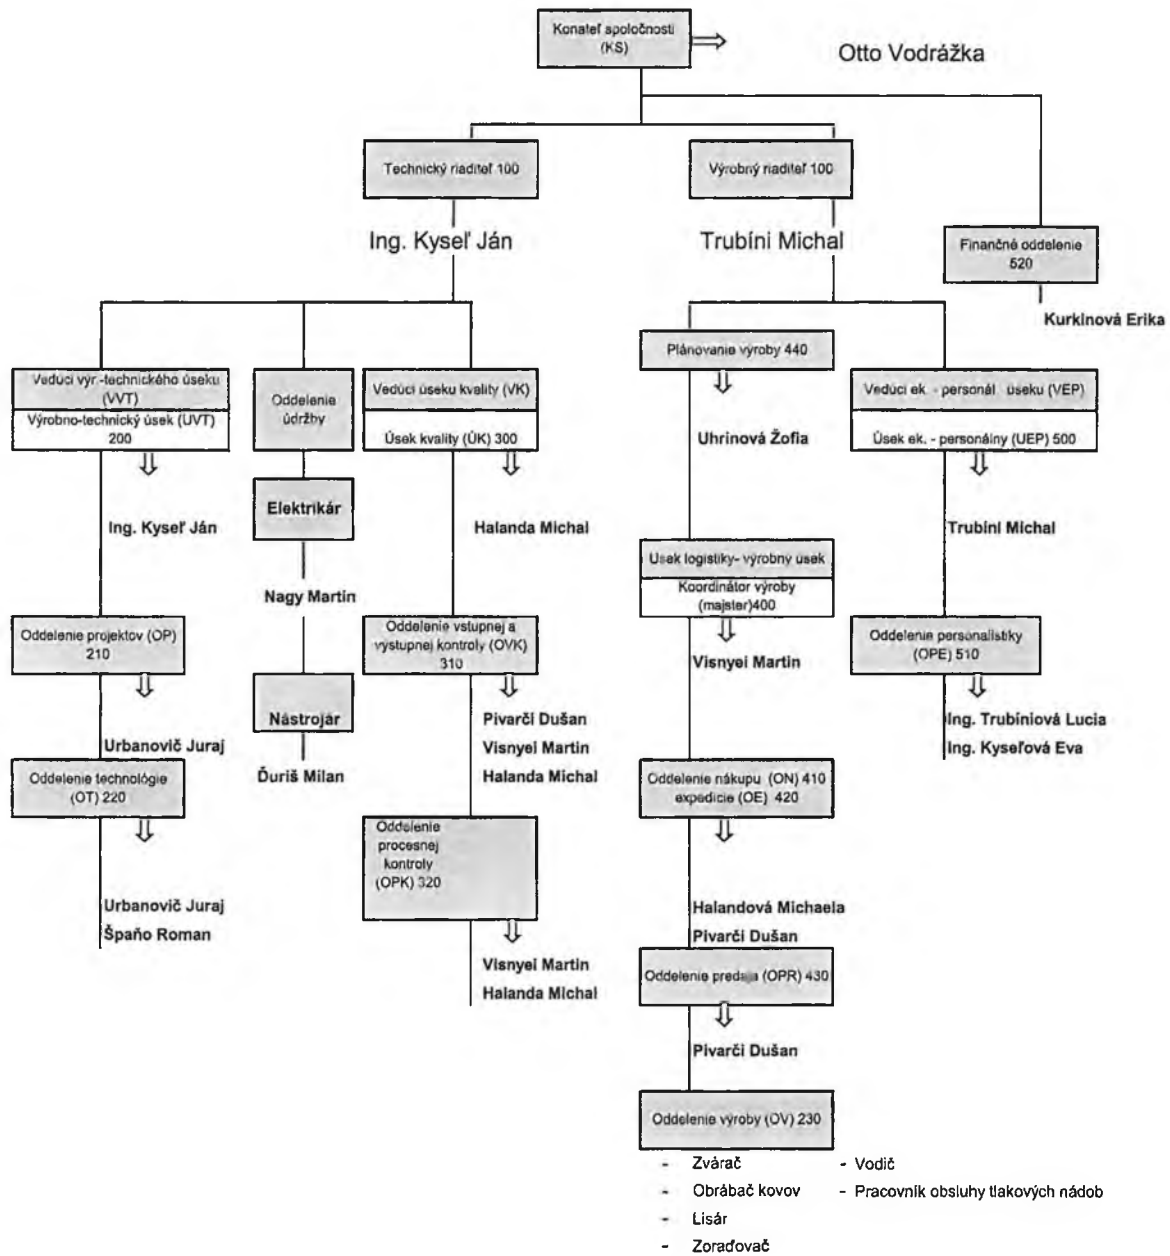 Konateľ spoločnosti
(KS)
Otto Vodrážka
Technický riaditeľ 100
Výrobný riaditeľ 100
Ing. Kyseľ Ján
Trubíni Michal
Finančné oddelenie
520
Kurkinová Erika
Vedúci výr.-technického úseku
(VVT)
Výrobno-technický úsek (UVT)
200
Ing. Kyseľ Ján
Oddelenie projektov (OP)
210
Urbanovič Juraj
Oddelenie technológie
(OT) 220
Urbanovič Juraj
Špaňo Roman
Oddelenie
údržby
Elektrikár
Nagy Martin
Nástrojár
Ďuriš Milan
Vedúci úseku kvality (VK)
Úsek kvality (ÚK) 300
Halanda Michal
Oddelenie vstupnej a
výstupnej kontroly (OVK)
310
Pivarči Dušan
Visnyei Martin
Halanda Michal
Oddelenie
procesnej
kontroly
(OPK) 320
Visnyei Martin
Halanda Michal
Plánovanie výroby 440
Uhrinová Žofia
Usek logistiky- výrobný úsek
Koordinátor výroby
(majster)400
Visnyei Martin
Oddelenie nákupu (ON) 410
expedície (OE) 420
Halandová Michaela
Pivarči Dušan
Oddelenie predaja (OPR) 430
Pivarči Dušan
Oddelenie výroby (OV) 230
- Zvárač
- Obrábač kovov
- Lisár
- Zoraďovač
- Vodič
- Pracovník obsluhy tlakových nádob
Vedúci ek. - personál. úseku (VEP)
Úsek ek. - personálny (UEP) 500
Trubíni Michal
Oddelenie personalistiky
(OPE) 510
Ing. Trubíniová Lucia
Ing. Kyseľová Eva